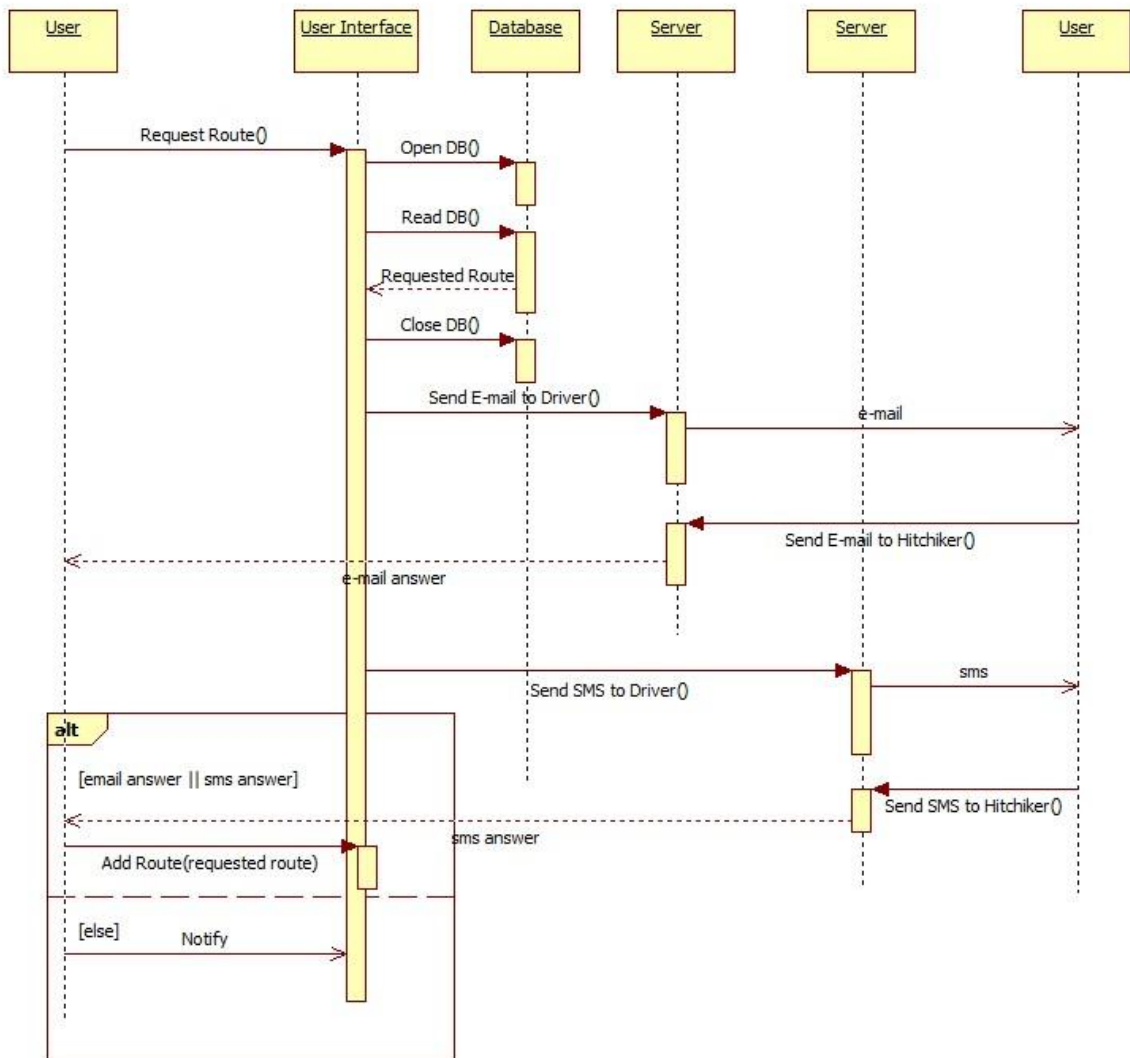 User
User Interface
Database
Server
Server
User
Request Route()
Open DB()
Read DB()
Requested Route
Close DB()
Send E-mail to Driver()
e-mail
Send E-mail to Hitchiker()
e-mail answer
Send SMS to Driver()
sms
alt
[email answer || sms answer]
Send SMS to Hitchiker()
sms answer
Add Route(requested route)
[else]
Notify